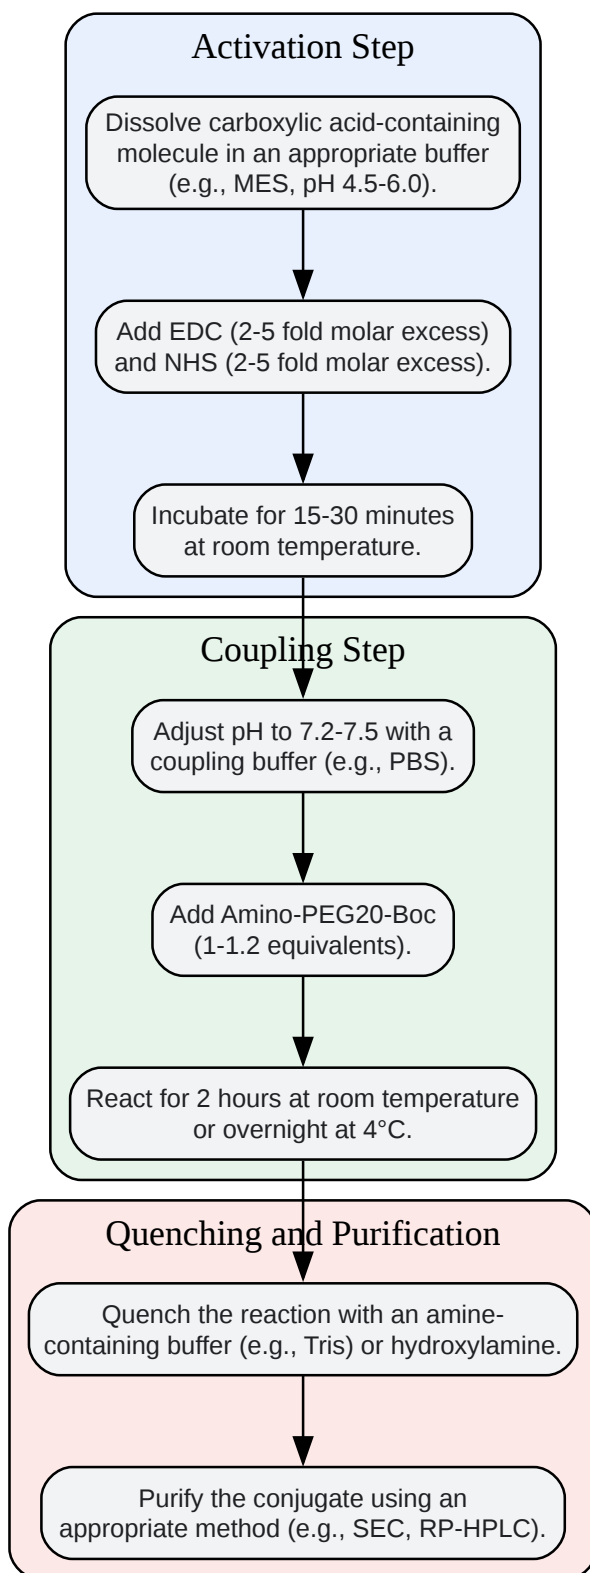 Activation Step
Dissolve carboxylic acid-containing
molecule in an appropriate buffer
(e.g., MES, pH 4.5-6.0).
Add EDC (2-5 fold molar excess)
and NHS (2-5 fold molar excess).
Incubate for 15-30 minutes
at room temperature.
Coupling Step
Adjust pH to 7.2-7.5 with a
coupling buffer (e.g., PBS).
Add Amino-PEG20-Boc
(1-1.2 equivalents).
React for 2 hours at room temperature
or overnight at 4°C.
Quenching and Purification
Quench the reaction with an amine-
containing buffer (e.g., Tris) or hydroxylamine.
Purify the conjugate using an
appropriate method (e.g., SEC, RP-HPLC).